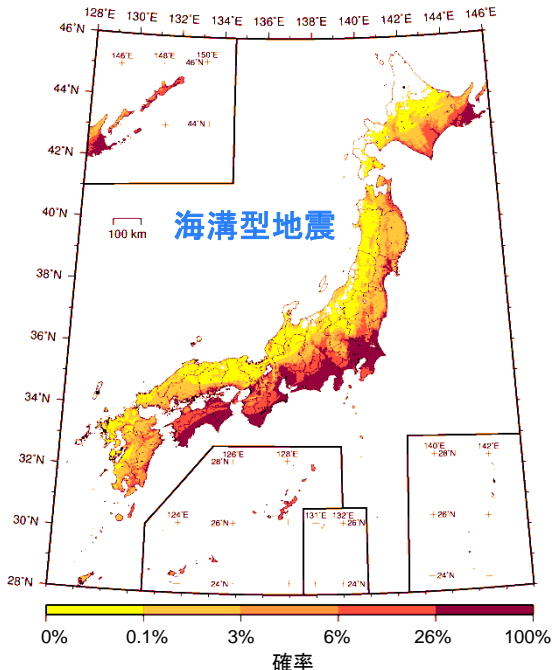 128°E 130°E 132°E 134°E 136°E 138°E 140°E 142°E 144°E 146°E
46°N
146°E 148°E 150°E
46°N
44°N
44°N
42°N
40°N
100 km
海溝型地震
38°N
36°N
34°N
32°N
126°E 128°E
28°N
140°E 142°E
28°N
30°N
124°E
26°N
131°E 132°E
26°N
26°N
28°N
24°N
24°N
24°N
0% 0.1% 3% 6% 26% 100%
確率